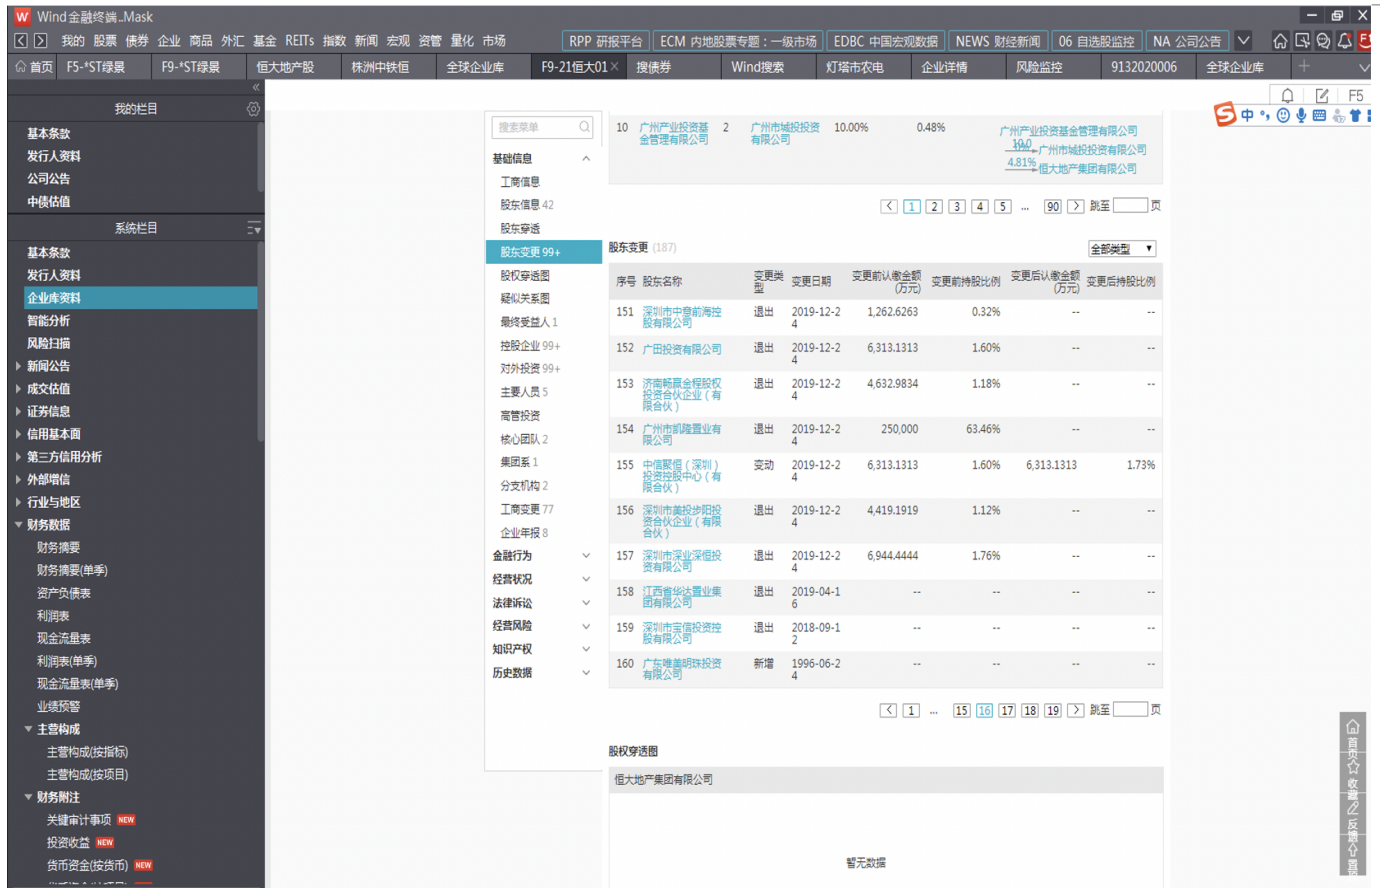 Wind金融终端..Mask
我的 股票 债券 企业 商品 外汇 基金 REITs 指数 新闻 宏观 资管 量化 市场
RPP 研报平台 ECM 内地股票专题：一级市场 EDBC 中国宏观数据 NEWS 财经新闻 06 自选股监控 NA 公司公告
首页 F5-*ST绿景 F9-*ST绿景 恒大地产股 株洲中铁恒 全球企业库 F9-21恒大01× 搜债券 Wind搜索 灯塔市农电 企业详情 风险监控 9132020006 全球企业库 +
F5
中
我的栏目
基本条款
发行人资料
公司公告
中债估值
系统栏目
基本条款
发行人资料
企业库资料
智能分析
风险扫描
新闻公告
成交估值
证券信息
信用基本面
第三方信用分析
外部增信
行业与地区
财务数据
财务摘要
财务摘要(单季)
资产负债表
利润表
现金流量表
利润表(单季)
现金流量表(单季)
业绩预警
主营构成
主营构成(按指标)
主营构成(按项目)
财务附注
关键审计事项 NEW
投资收益 NEW
货币资金(按货币) NEW
搜索菜单
基础信息
工商信息
股东信息 42
股东穿透
股东变更 99+
股权穿透图
疑似关系图
最终受益人 1
控股企业 99+
对外投资 99+
主要人员 5
高管投资
核心团队 2
集团系 1
分支机构 2
工商变更 77
企业年报 8
金融行为
经营状况
法律诉讼
经营风险
知识产权
历史数据
10 广州产业投资基 2 广州市城投投资 10.00% 0.48% 广州产业投资基金管理有限公司
金管理有限公司 有限公司
10.0
0% 广州市城投投资有限公司
4.81% 恒大地产集团有限公司
< 1 2 3 4 5 ... 90 > 跳至 页
股东变更 (187) 全部类型
序号 股东名称 变更类型 变更日期 变更前认缴金额(万元) 变更前持股比例 变更后认缴金额(万元) 变更后持股比例
151 深圳市中意前海控 退出 2019-12-2 1,262.6263 0.32% -- --
股有限公司 4
152 广田投资有限公司 退出 2019-12-2 6,313.1313 1.60% -- --
4
153 济南畅赢金程股权 退出 2019-12-2 4,632.9834 1.18% -- --
投资合伙企业（有 4
限合伙）
154 广州市凯隆置业有 退出 2019-12-2 250,000 63.46% -- --
限公司 4
155 中信聚恒（深圳） 变动 2019-12-2 6,313.1313 1.60% 6,313.1313 1.73%
投资控股中心（有 4
限合伙）
156 深圳市美投步阳投 退出 2019-12-2 4,419.1919 1.12% -- --
资合伙企业（有限 4
合伙）
157 深圳市深业深恒投 退出 2019-12-2 6,944.4444 1.76% -- --
资有限公司 4
158 江西省华达置业集 退出 2019-04-1 -- -- -- --
团有限公司 6
159 深圳市宝信投资控 退出 2018-09-1 -- -- -- --
股有限公司 2
160 广东唯美明珠投资 新增 1996-06-2 -- -- -- --
有限公司 4
< 1 ... 15 16 17 18 19 > 跳至 页
股权穿透图
恒大地产集团有限公司
暂无数据
首页
收藏
反馈